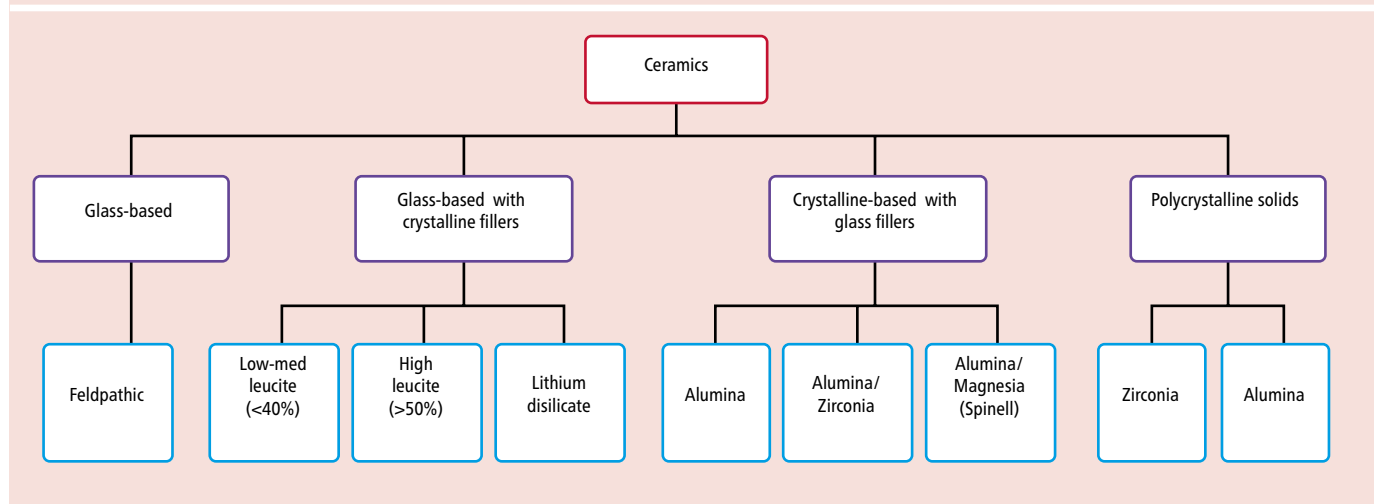 Ceramics
Glass-based
Glass-based with
crystalline fillers
Crystalline-based with
glass fillers
Polycrystalline solids
Feldpathic
Low-med
leucite
(<40%)
High
leucite
(>50%)
Lithium
disilicate
Alumina
Alumina/
Zirconia
Alumina/
Magnesia
(Spinell)
Zirconia
Alumina